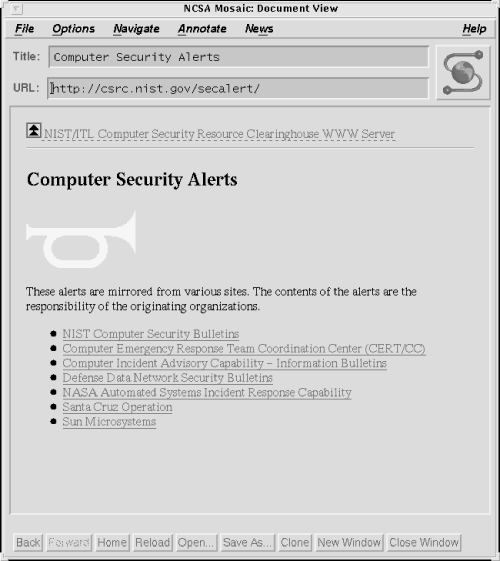 NCSA Mosaic: Document View
File Options Navigate Annotate News Help
Title: Computer Security Alerts
URL: http://csrc.nist.gov/secalert/
NIST/ITL Computer Security Resource Clearinghouse WWW Server
Computer Security Alerts
These alerts are mirrored from various sites. The contents of the alerts are the
responsibility of the originating organizations.
NIST Computer Security Bulletins
Computer Emergency Response Team Coordination Center (CERT/CC)
Computer Incident Advisory Capability – Information Bulletins
Defense Data Network Security Bulletins
NASA Automated Systems Incident Response Capability
Santa Cruz Operation
Sun Microsystems
Back Forward Home Reload Open... Save As... Clone New Window Close Window